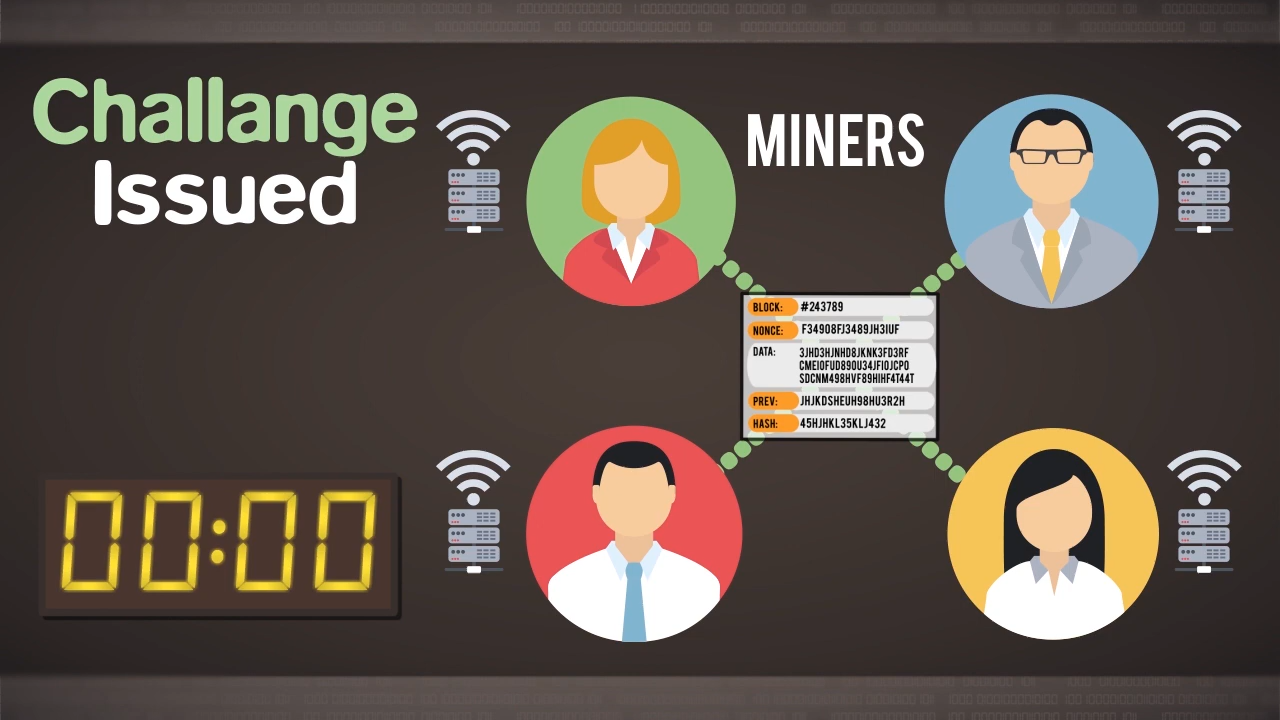 Challange
Issued
MINERS
BLOCK: #243789
NONCE: F34908FJ3489JH3IUF
DATA: 3JHD3HJNHD8JKNK3FD3RF
CMEIOFUD890U34JFIOJCPO
SDCNM498HVF89HIHF4T44T
PREV: JHJKDSHEUH98HU3R2H
HASH: 45HJHKL35KLJ432
00:00